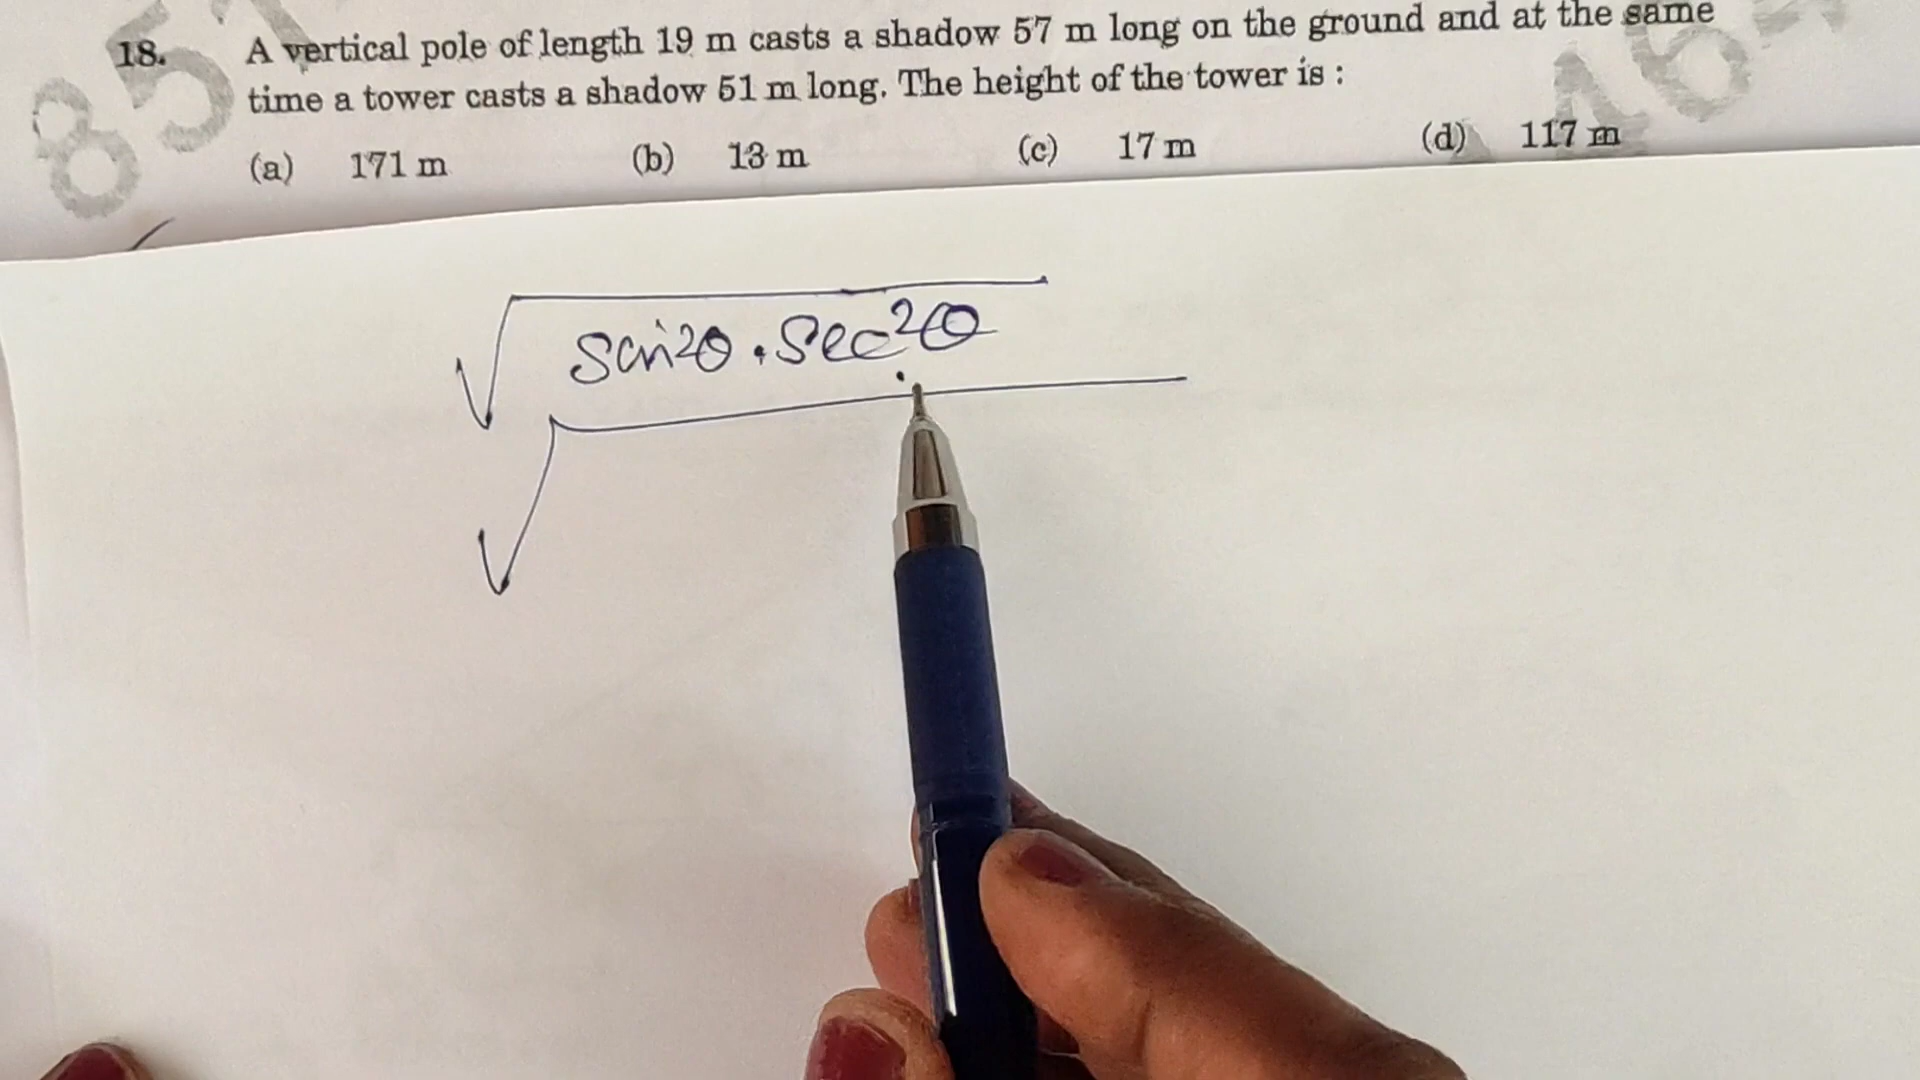 18. A vertical pole of length 19 m casts a shadow 57 m long on the ground and at the same
time a tower casts a shadow 51 m long. The height of the tower is :
(a) 171 m (b) 13 m (c) 17 m (d) 117 m
√sin²θ . sec²θ
√